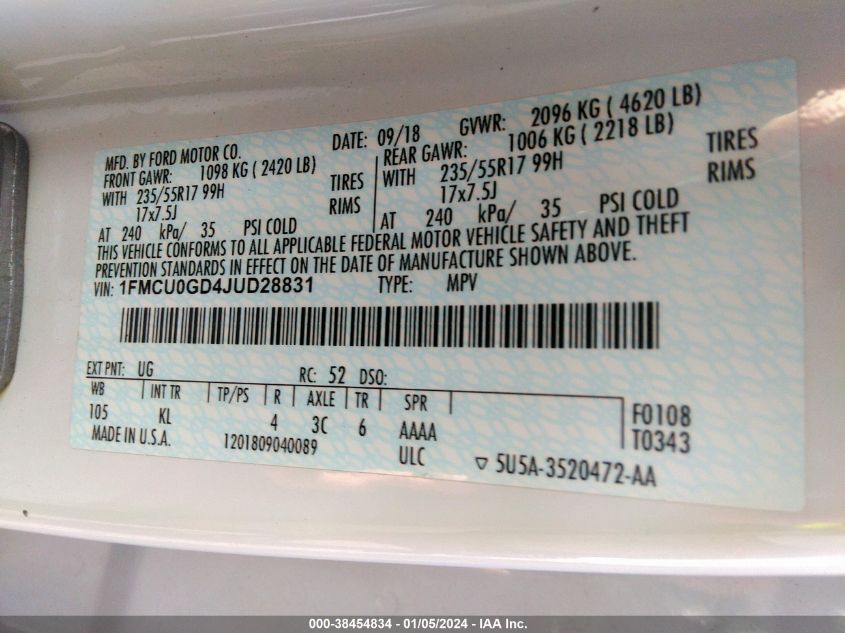 MFD. BY FORD MOTOR CO. DATE: 09/18 GVWR: 2096 KG ( 4620 LB)
FRONT GAWR: 1098 KG ( 2420 LB) REAR GAWR: 1006 KG ( 2218 LB)
WITH 235/55R17 99H TIRES WITH 235/55R17 99H TIRES
17x7.5J RIMS 17x7.5J RIMS
AT 240 kPa/ 35 PSI COLD AT 240 kPa/ 35 PSI COLD
THIS VEHICLE CONFORMS TO ALL APPLICABLE FEDERAL MOTOR VEHICLE SAFETY AND THEFT
PREVENTION STANDARDS IN EFFECT ON THE DATE OF MANUFACTURE SHOWN ABOVE.
VIN: 1FMCU0GD4JUD28831 TYPE: MPV
EXT PNT: UG RC: 52 DSO:
WB INT TR TP/PS R AXLE TR SPR F0108
105 KL 4 3C 6 AAAA T0343
MADE IN U.S.A. 1201809040089 ULC ▽ 5U5A-3520472-AA
000-38454834 - 01/05/2024 - IAA Inc.